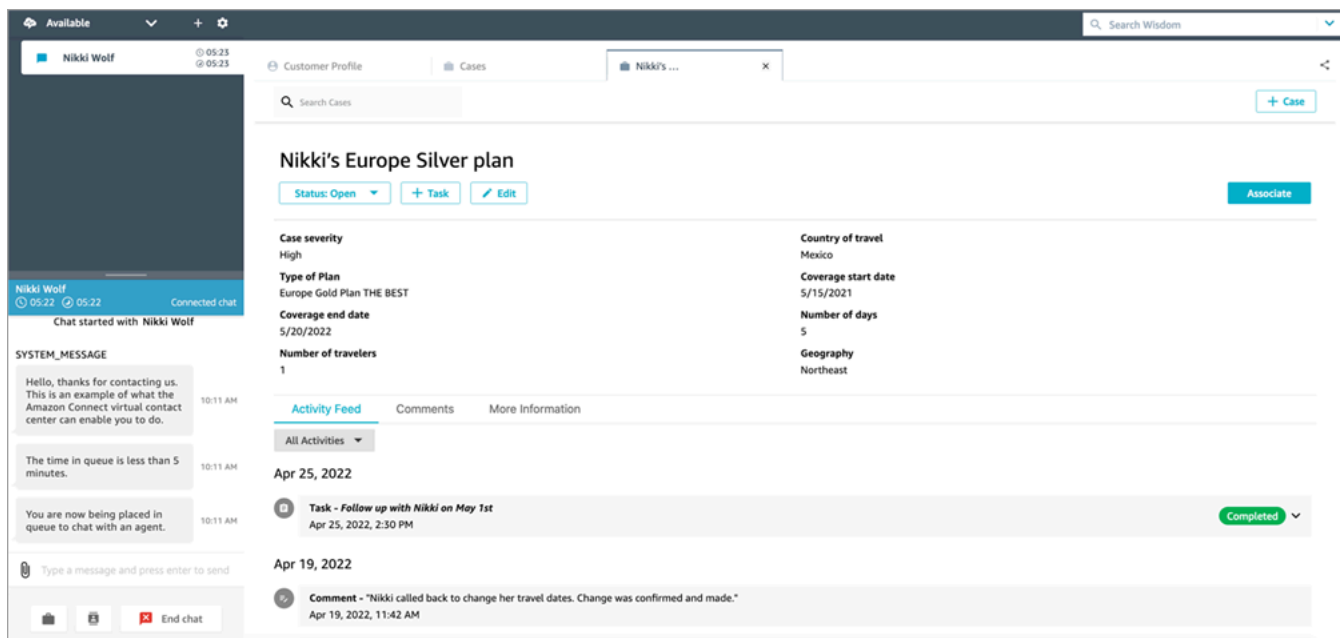 Available
Search Wisdom
Nikki Wolf
05:23
05:23
Customer Profile
Cases
Nikki's ...
Search Cases
+ Case
Nikki's Europe Silver plan
Status: Open
+ Task
Edit
Associate
Case severity
High
Country of travel
Mexico
Type of Plan
Europe Gold Plan THE BEST
Coverage start date
5/15/2021
Coverage end date
5/20/2022
Number of days
5
Number of travelers
1
Geography
Northeast
Activity Feed
Comments
More Information
All Activities
Apr 25, 2022
Task - Follow up with Nikki on May 1st
Apr 25, 2022, 2:30 PM
Completed
Apr 19, 2022
Comment - "Nikki called back to change her travel dates. Change was confirmed and made."
Apr 19, 2022, 11:42 AM
Nikki Wolf
05:22 05:22 Connected chat
Chat started with Nikki Wolf
SYSTEM_MESSAGE
Hello, thanks for contacting us.
This is an example of what the
Amazon Connect virtual contact
center can enable you to do.
10:11 AM
The time in queue is less than 5
minutes.
10:11 AM
You are now being placed in
queue to chat with an agent.
10:11 AM
Type a message and press enter to send
End chat